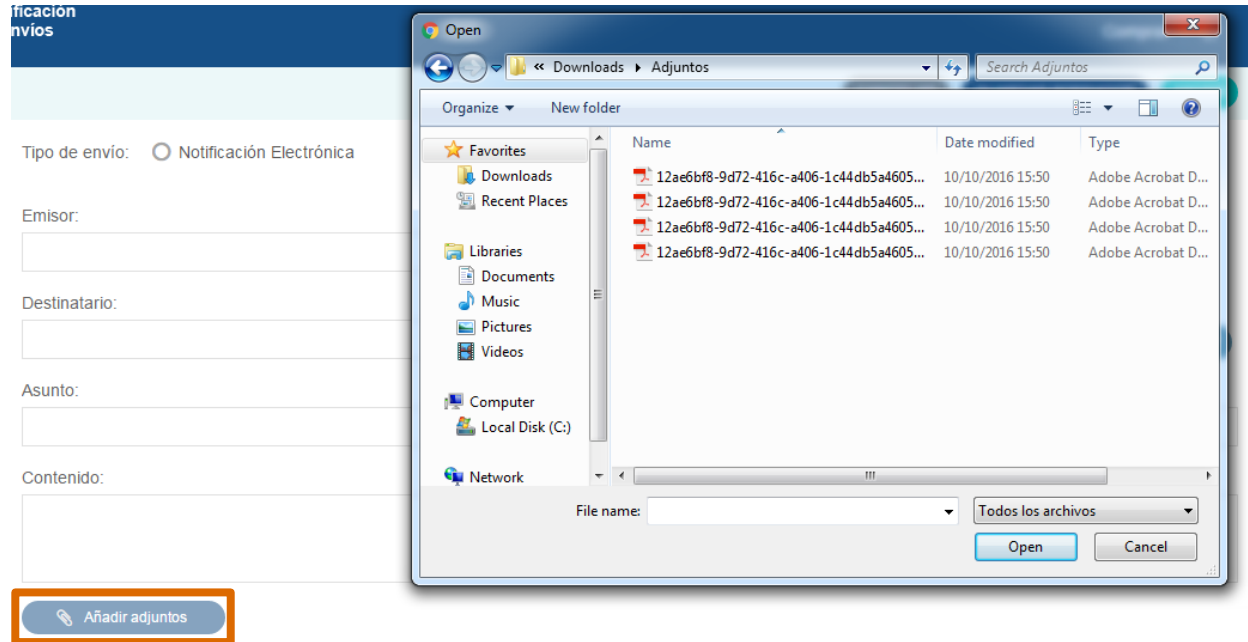 ificación
nvíos
Open
« Downloads Adjuntos
Search Adjuntos
Organize
New folder
Tipo de envío:
Notificación Electrónica
Emisor:
Destinatario:
Asunto:
Contenido:
Añadir adjuntos
Favorites
Downloads
Recent Places
Libraries
Documents
Music
Pictures
Videos
Computer
Local Disk (C:)
Network
Name Date modified Type
12ae6bf8-9d72-416c-a406-1c44db5a4605... 10/10/2016 15:50 Adobe Acrobat D...
12ae6bf8-9d72-416c-a406-1c44db5a4605... 10/10/2016 15:50 Adobe Acrobat D...
12ae6bf8-9d72-416c-a406-1c44db5a4605... 10/10/2016 15:50 Adobe Acrobat D...
12ae6bf8-9d72-416c-a406-1c44db5a4605... 10/10/2016 15:50 Adobe Acrobat D...
File name:
Todos los archivos
Open
Cancel